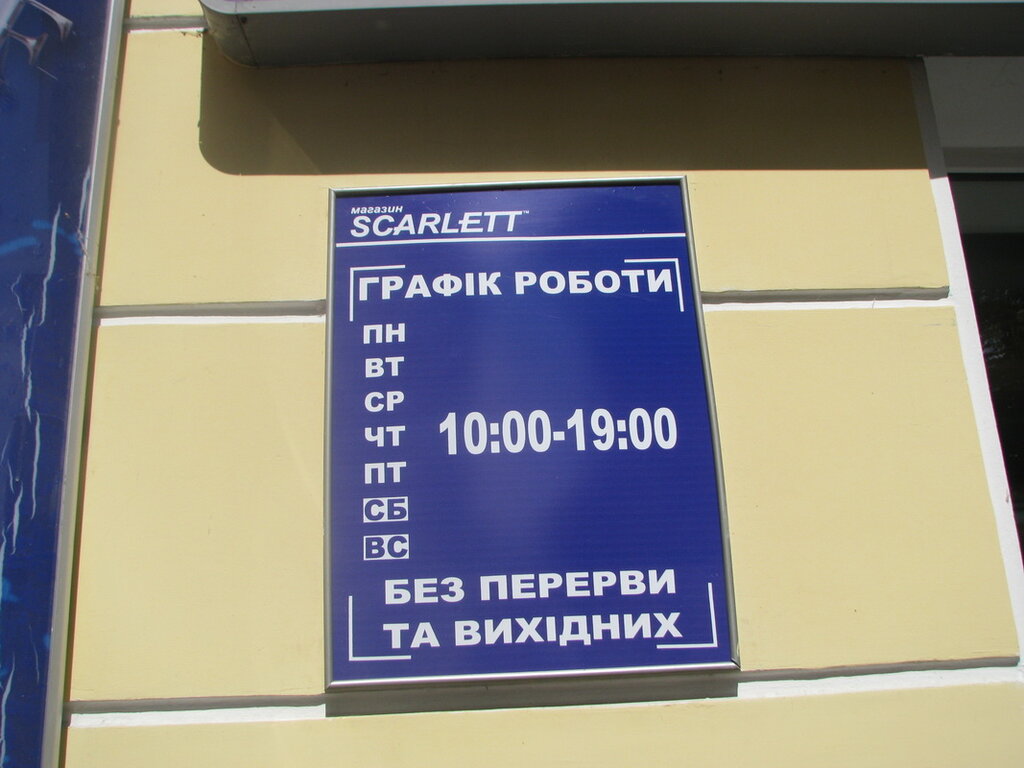 магазин
SCARLETT™
ГРАФІК РОБОТИ
ПН
ВТ
СР
ЧТ
10:00-19:00
ПТ
СБ
ВС
БЕЗ ПЕРЕРВИ
ТА ВИХІДНИХ